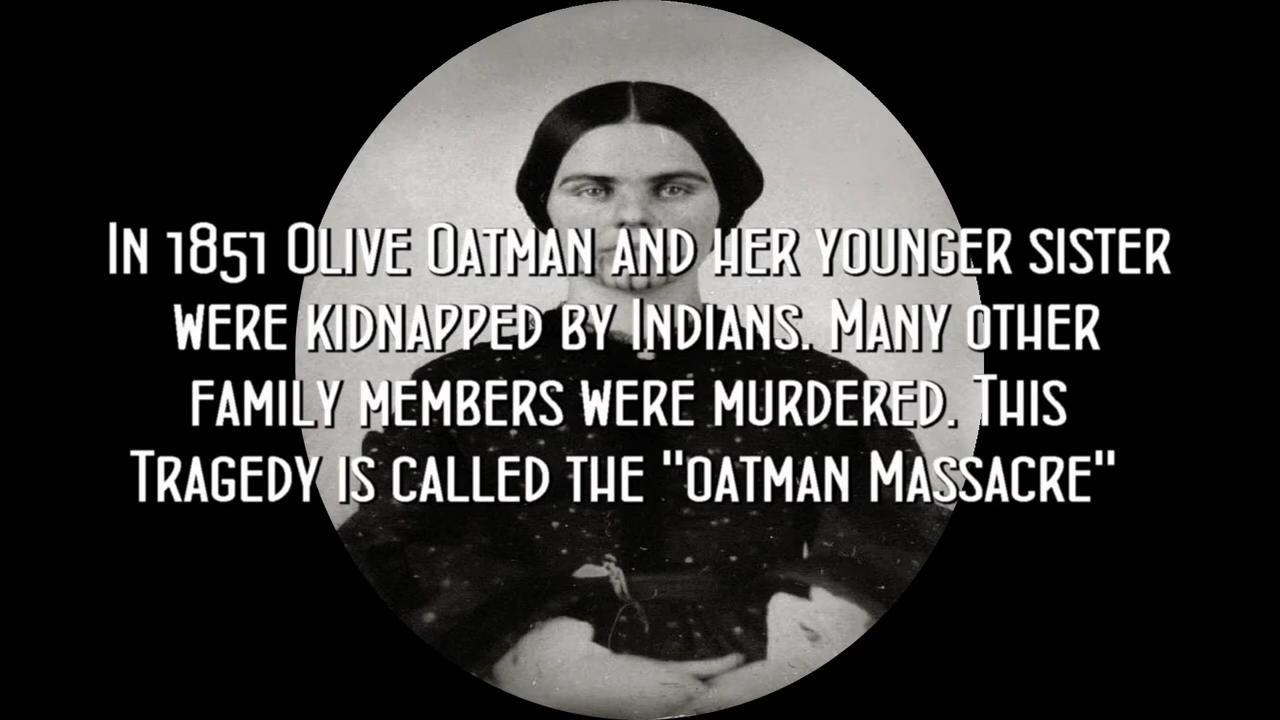 In 1851 Olive Oatman and her younger sister
were kidnapped by Indians. Many other
family members were murdered. This
Tragedy is called the "oatman Massacre"